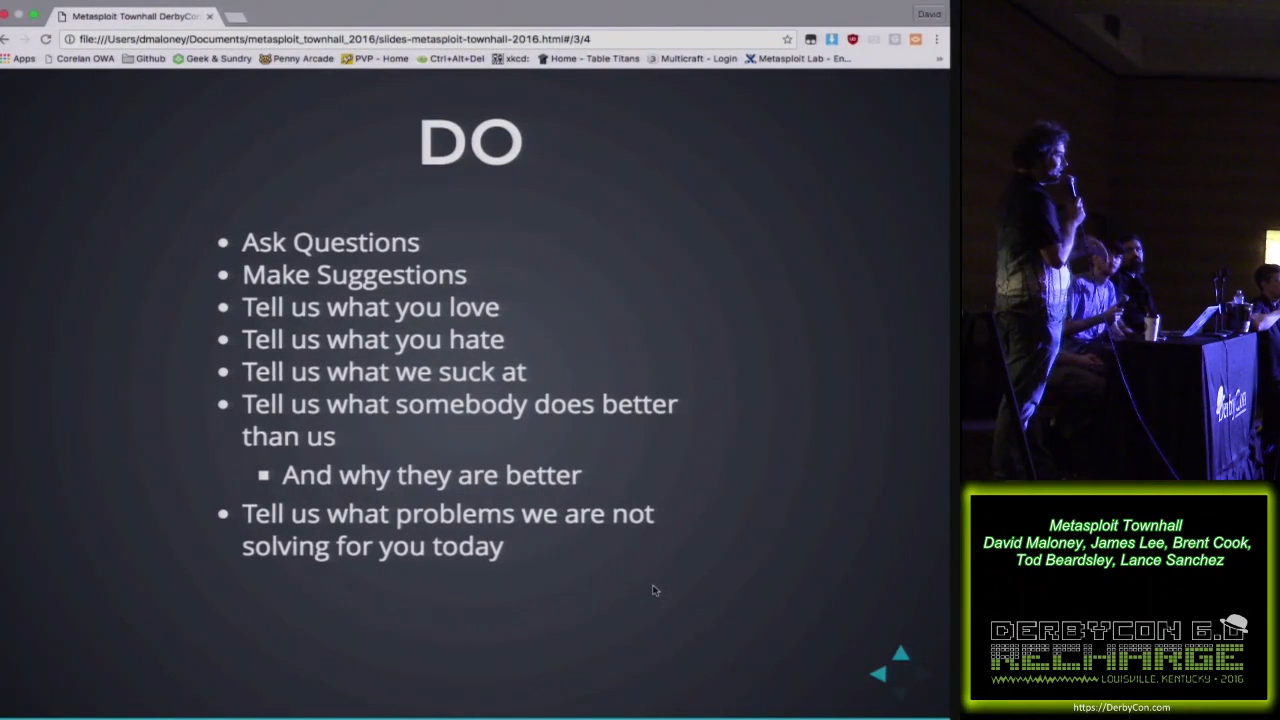 Metasploit Townhall DerbyCon
David
file:///Users/dmaloney/Documents/metasploit_townhall_2016/slides-metasploit-townhall-2016.html#/3/4
Apps Corelan OWA Github Geek & Sundry Penny Arcade PVP - Home Ctrl+Alt+Del xkcd: Home - Table Titans Multicraft - Login Metasploit Lab - En... »
DO
Ask Questions
Make Suggestions
Tell us what you love
Tell us what you hate
Tell us what we suck at
Tell us what somebody does better
than us
And why they are better
Tell us what problems we are not
solving for you today
DerbyCon
Metasploit Townhall
David Maloney, James Lee, Brent Cook,
Tod Beardsley, Lance Sanchez
DERBYCON 6.0
RECHARGE
LOUISVILLE, KENTUCKY • 2016
https://DerbyCon.com